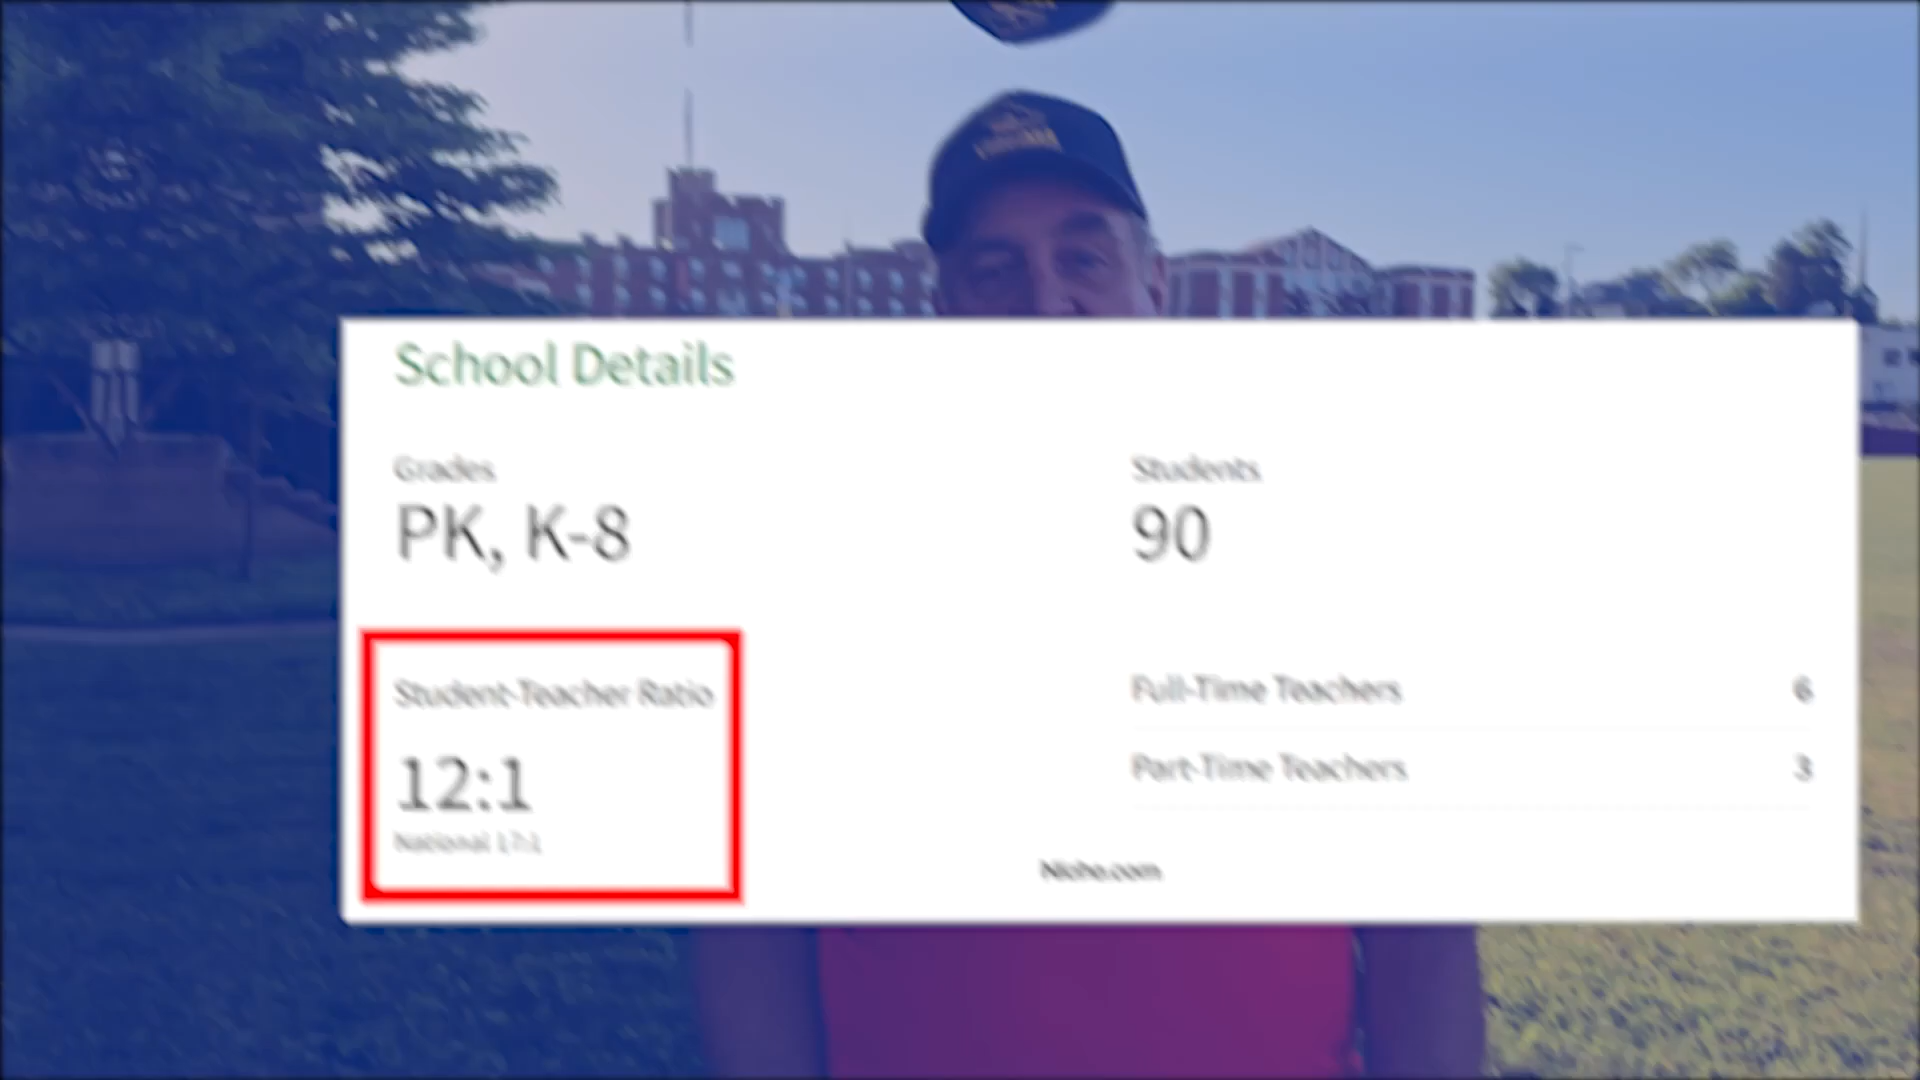 School Details
Grades
PK, K-8
Students
90
Student-Teacher Ratio
12:1
National 17:1
Full-Time Teachers 6
Part-Time Teachers 3
Niche.com